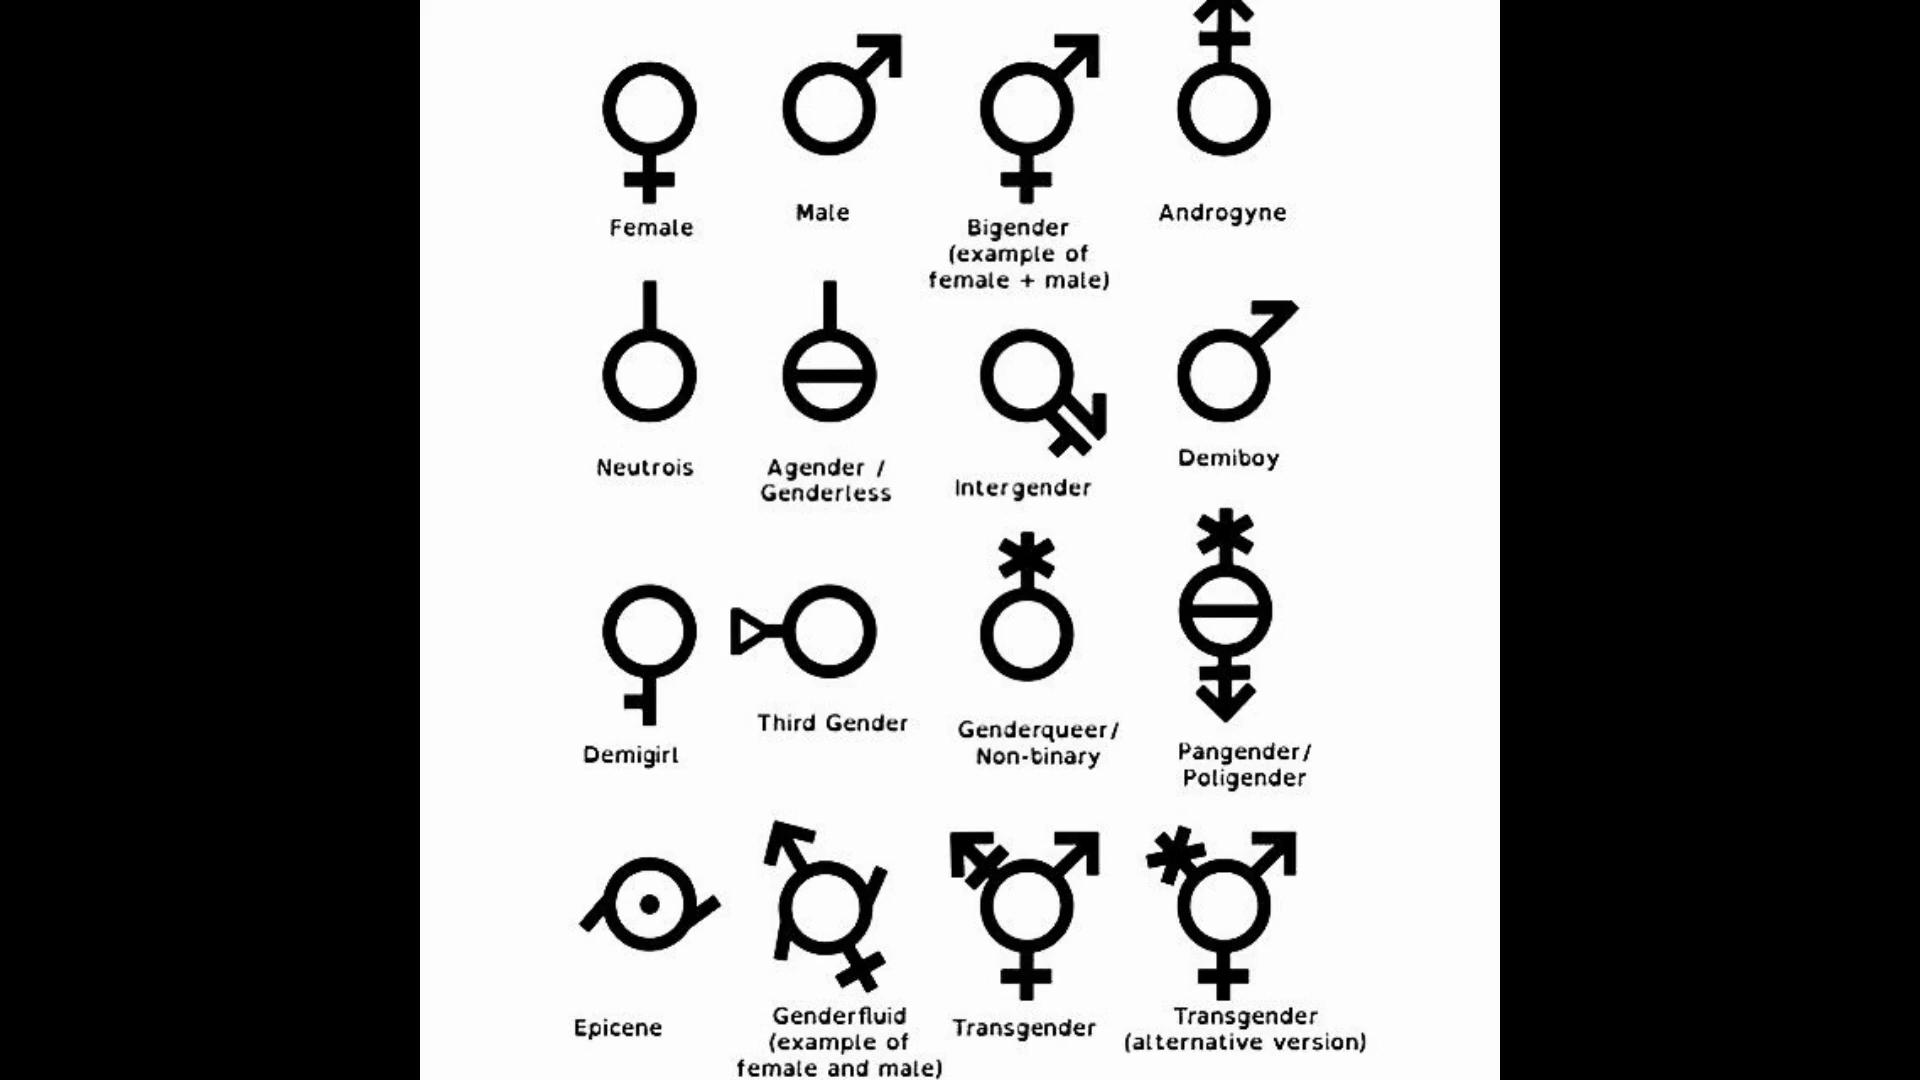 Female
Male
Bigender
(example of
female + male)
Androgyne
Neutrois
Agender /
Genderless
Intergender
Demiboy
Demigirl
Third Gender
Genderqueer/
Non-binary
Pangender/
Poligender
Epicene
Genderfluid
(example of
female and male)
Transgender
Transgender
(alternative version)